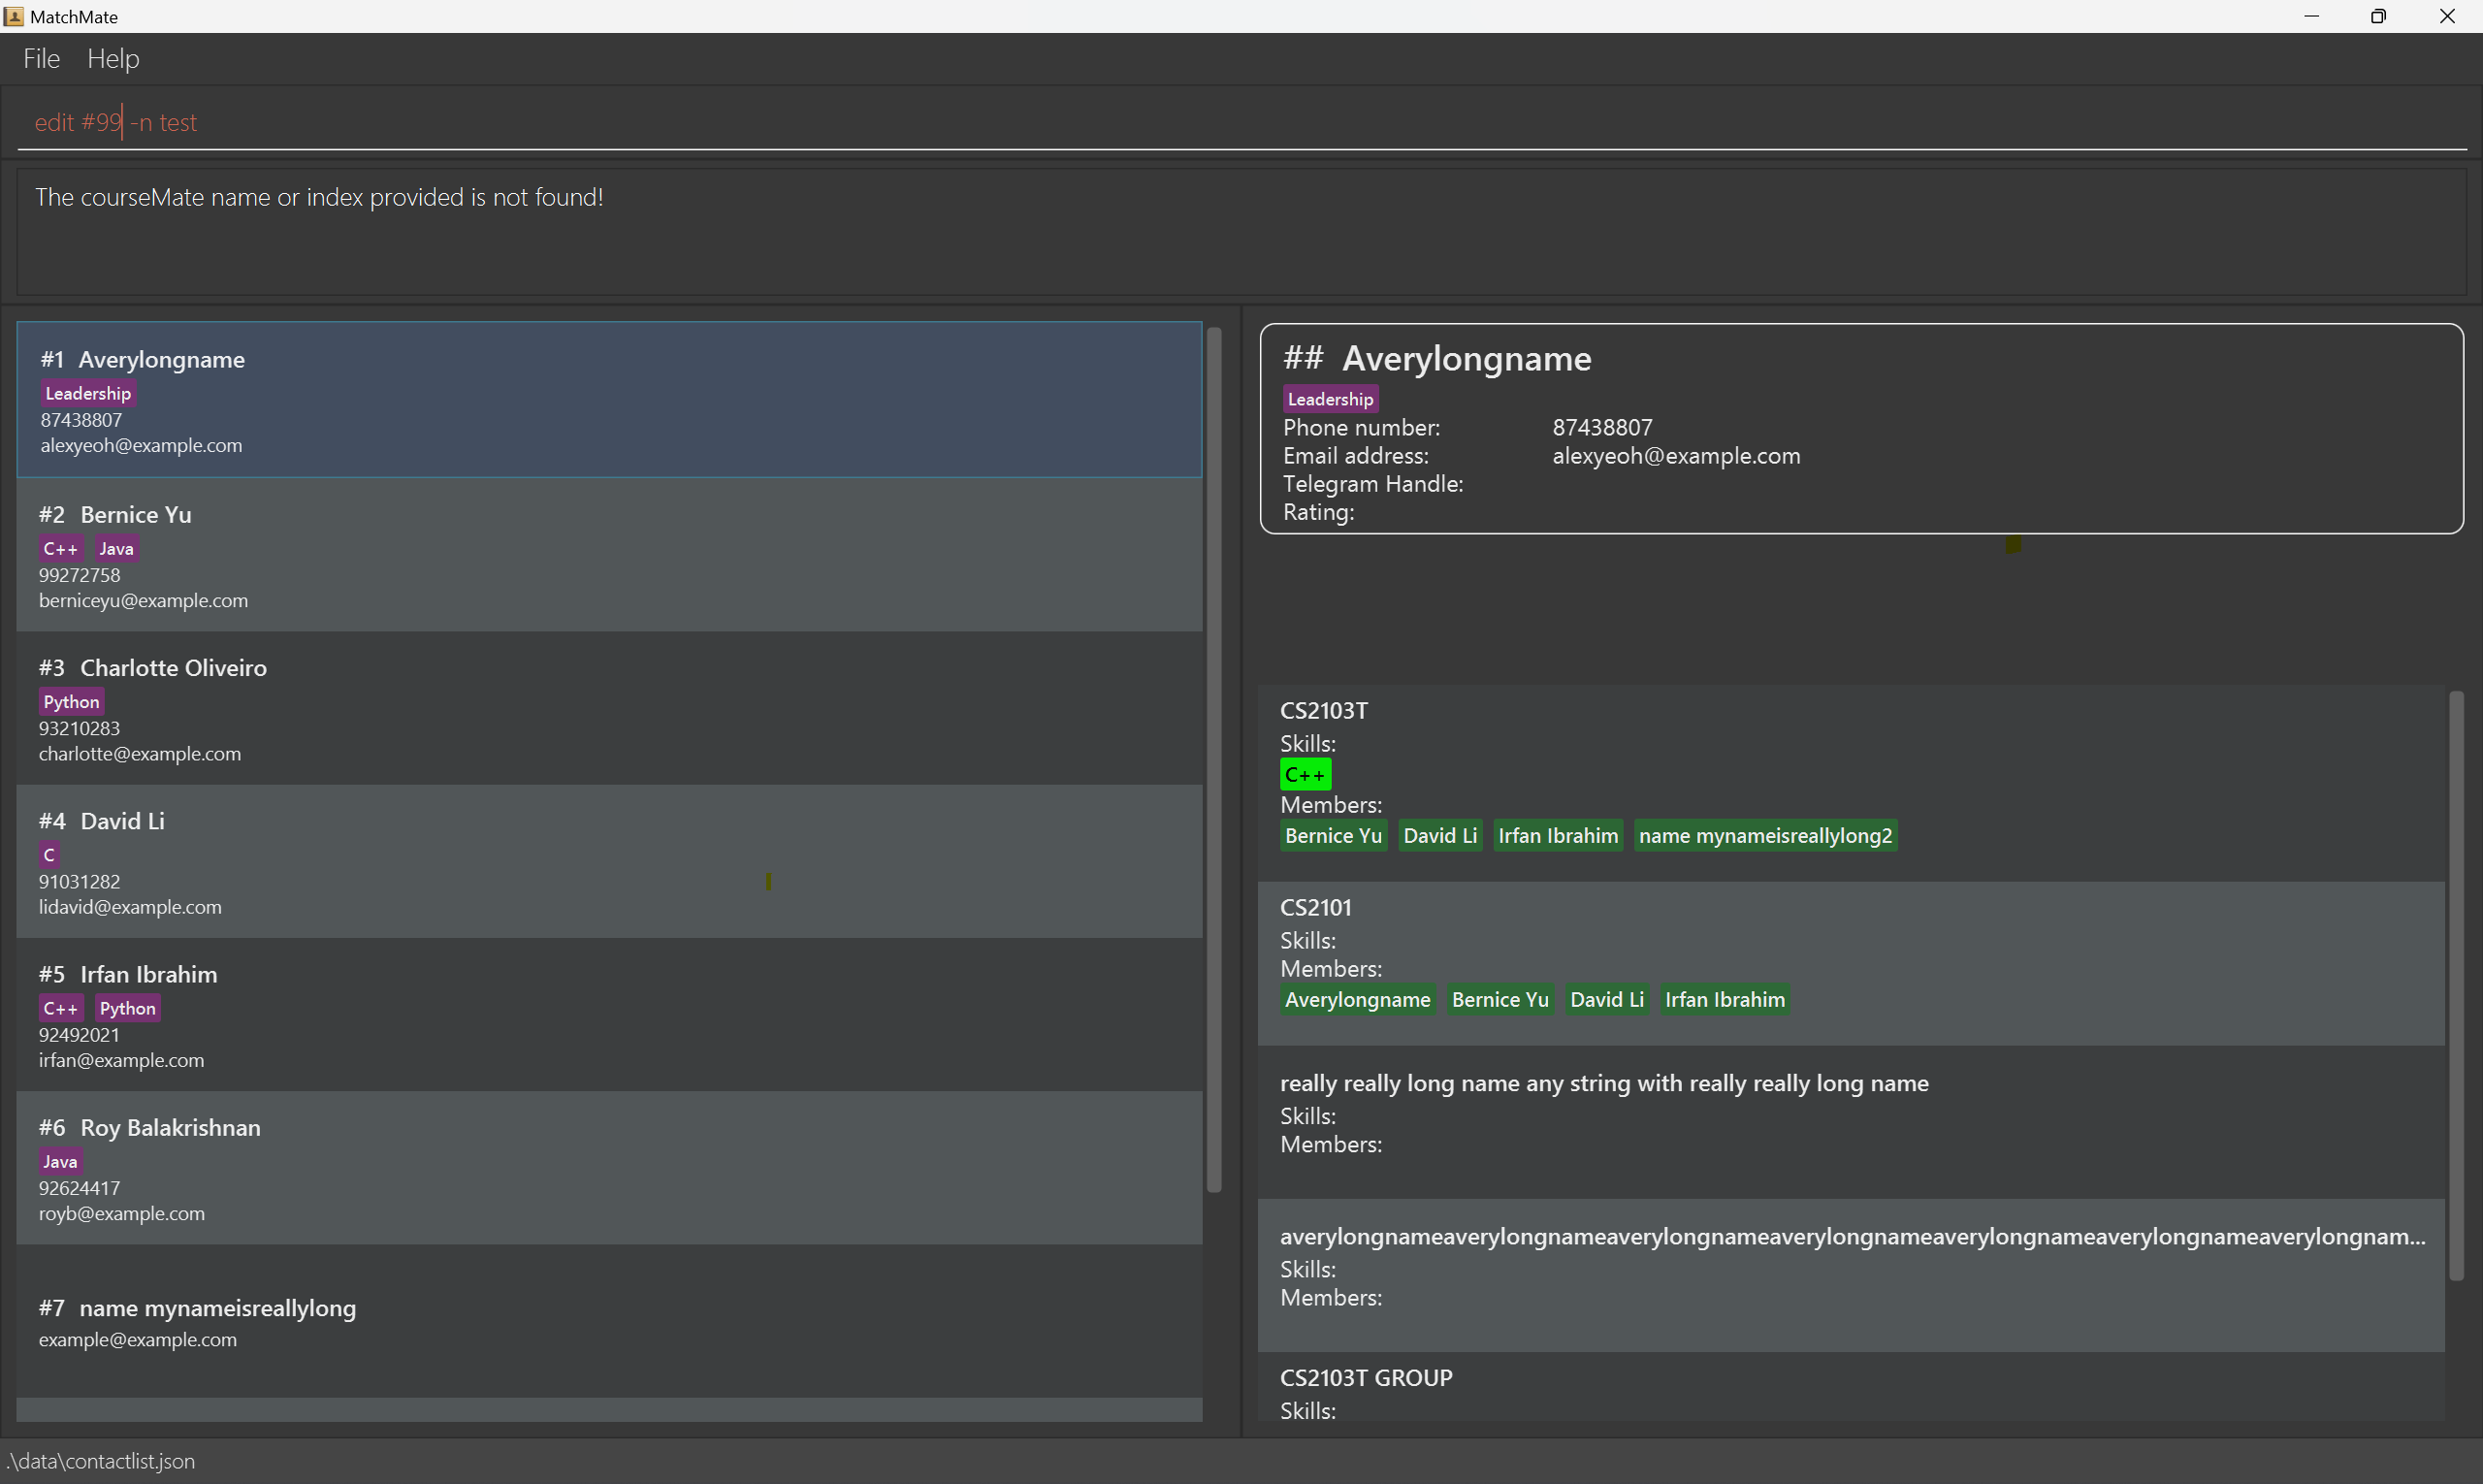 MatchMate
File Help
edit #99 -n test
The courseMate name or index provided is not found!
#1 Averylongname
Leadership
87438807
alexyeoh@example.com
#2 Bernice Yu
C++ Java
99272758
berniceyu@example.com
#3 Charlotte Oliveiro
Python
93210283
charlotte@example.com
#4 David Li
C
91031282
lidavid@example.com
#5 Irfan Ibrahim
C++ Python
92492021
irfan@example.com
#6 Roy Balakrishnan
Java
92624417
royb@example.com
#7 name mynameisreallylong
example@example.com
## Averylongname
Leadership
Phone number: 87438807
Email address: alexyeoh@example.com
Telegram Handle:
Rating:
CS2103T
Skills:
C++
Members:
Bernice Yu David Li Irfan Ibrahim name mynameisreallylong2
CS2101
Skills:
Members:
Averylongname Bernice Yu David Li Irfan Ibrahim
really really long name any string with really really long name
Skills:
Members:
averylongnameaverylongnameaverylongnameaverylongnameaverylongnameaverylongnameaverylongnam...
Skills:
Members:
CS2103T GROUP
Skills:
.\data\contactlist.json